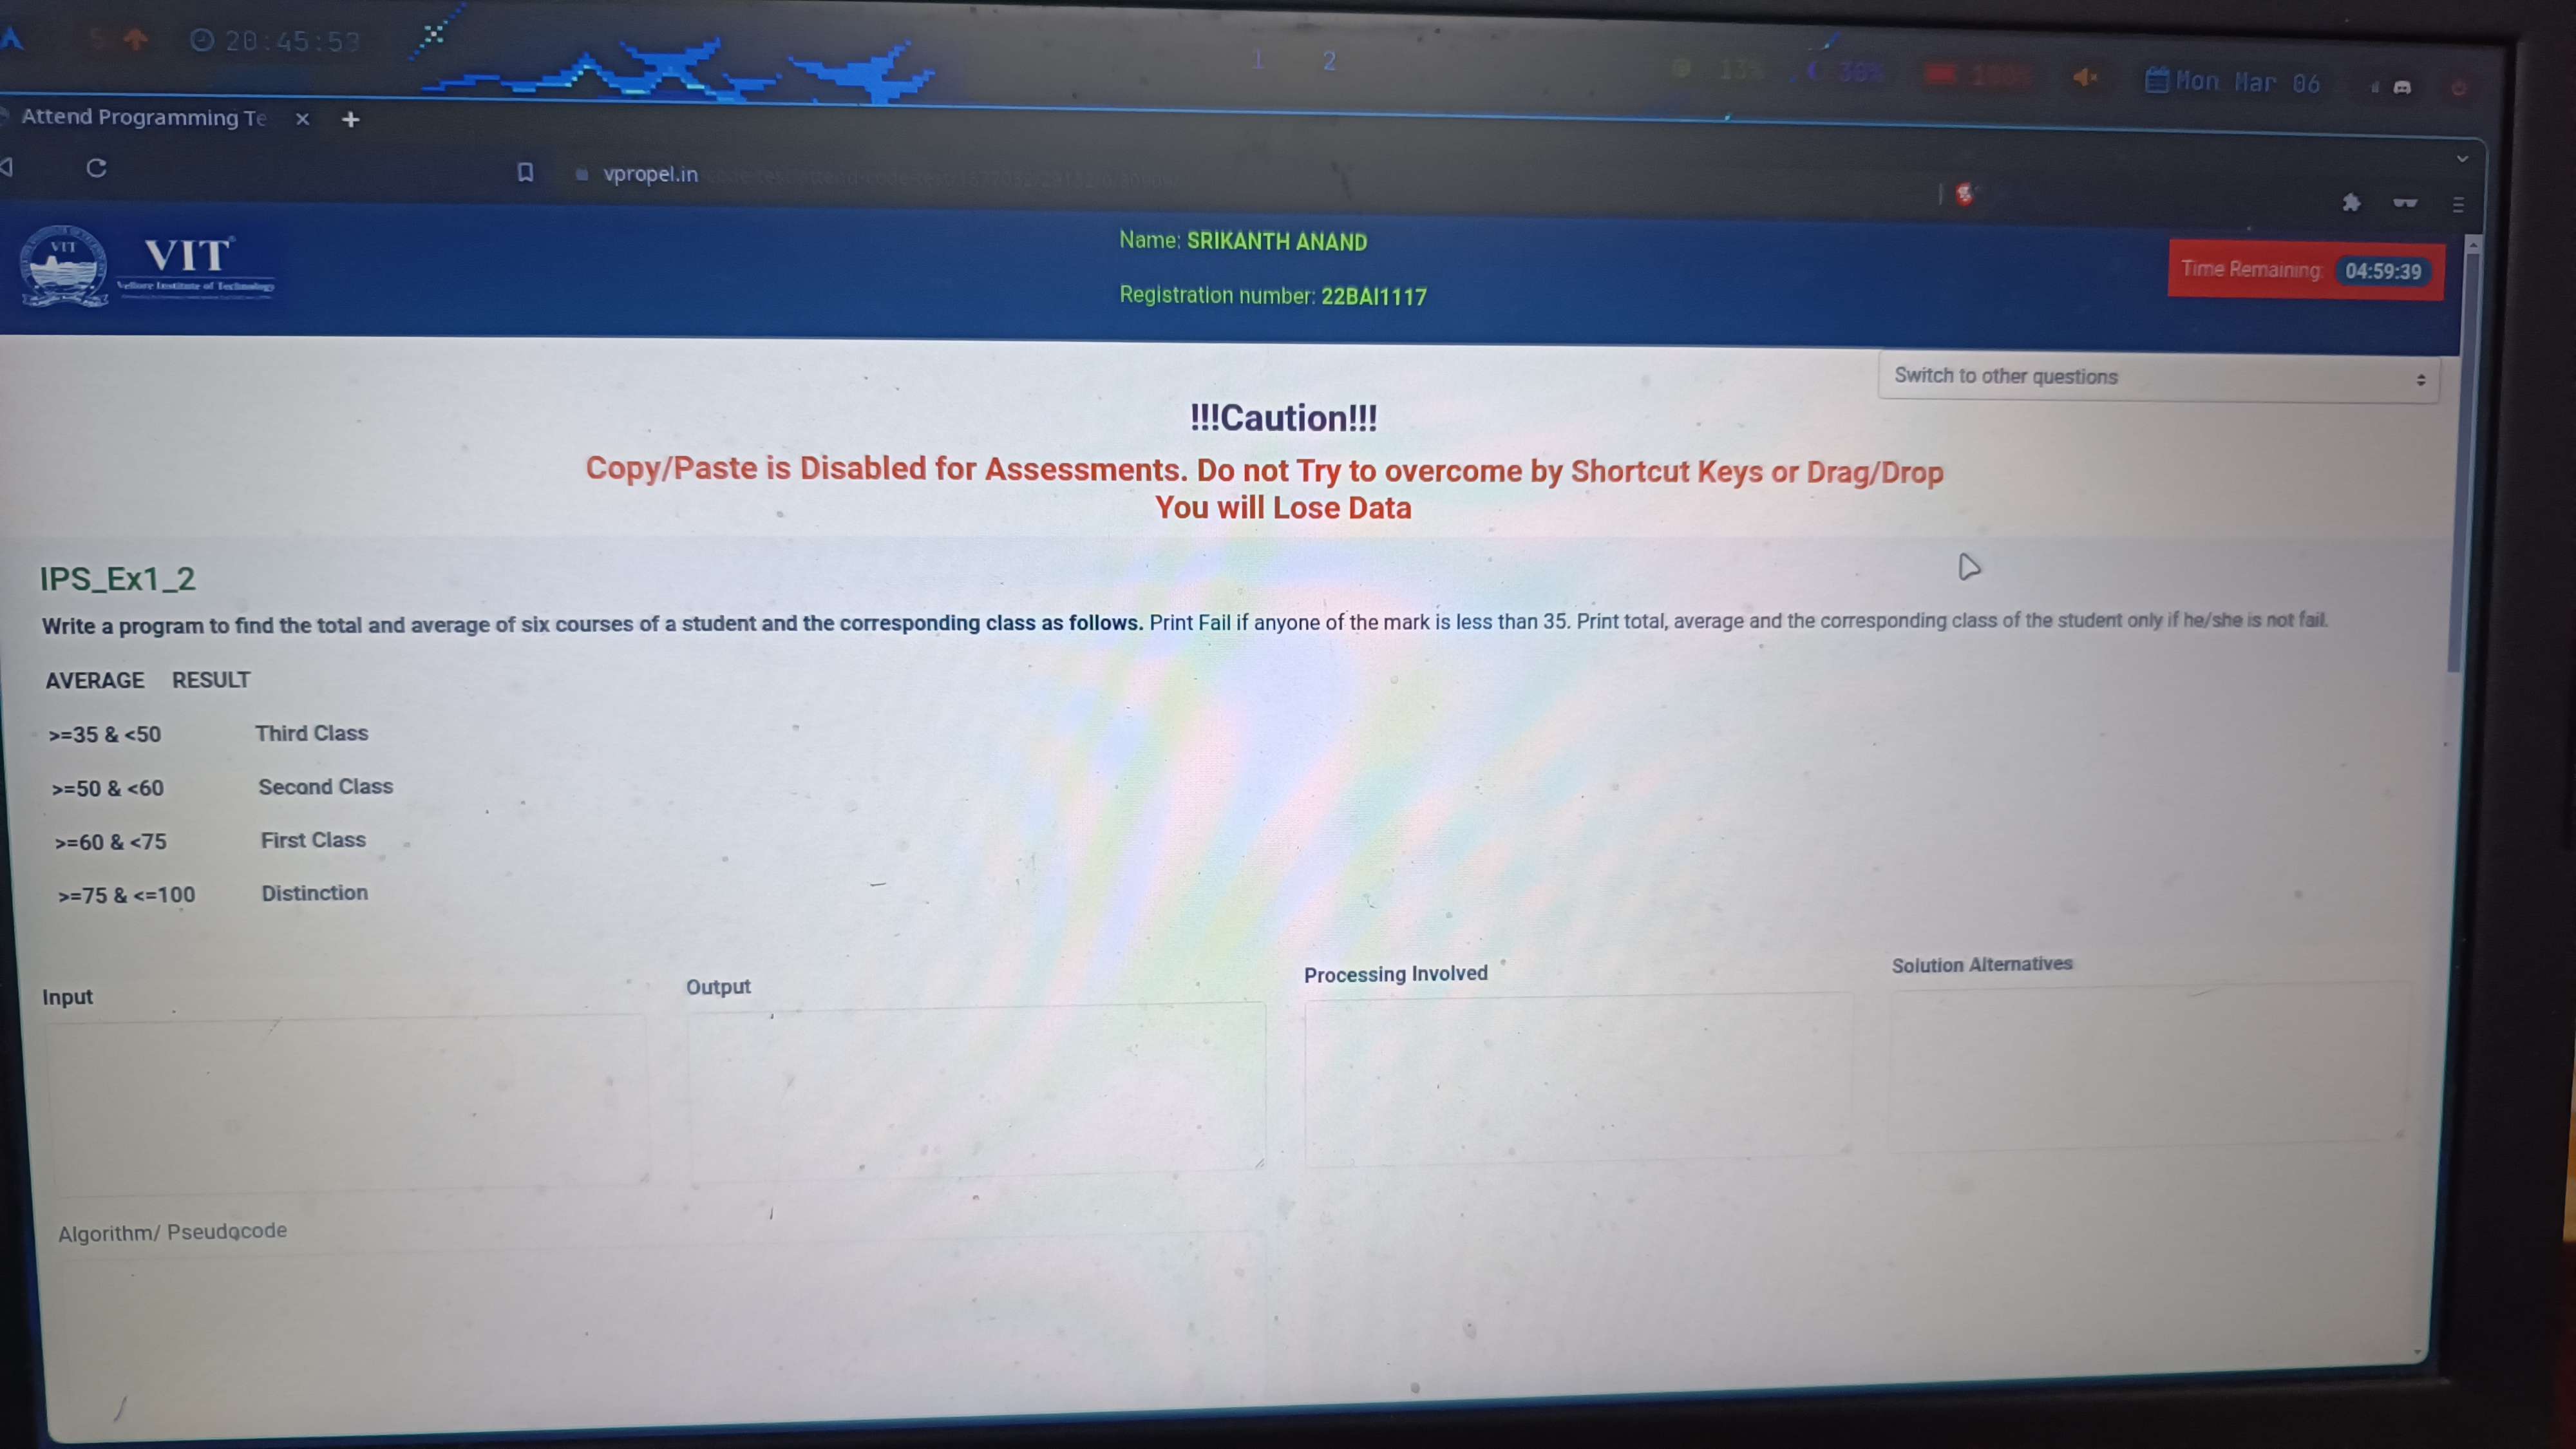 20:45:53
1 2
13% 30% 100% Mon Mar 06
Attend Programming Te
vpropel.in
VIT
VIT
Vellore Institute of Technology
Name: SRIKANTH ANAND
Registration number: 22BAI1117
Time Remaining: 04:59:39
Switch to other questions
!!!Caution!!!
Copy/Paste is Disabled for Assessments. Do not Try to overcome by Shortcut Keys or Drag/Drop
You will Lose Data
IPS_Ex1_2
Write a program to find the total and average of six courses of a student and the corresponding class as follows. Print Fail if anyone of the mark is less than 35. Print total, average and the corresponding class of the student only if he/she is not fail.
AVERAGE RESULT
>=35 & <50 Third Class
>=50 & <60 Second Class
>=60 & <75 First Class
>=75 & <=100 Distinction
Input
Output
Processing Involved
Solution Alternatives
Algorithm/ Pseudocode